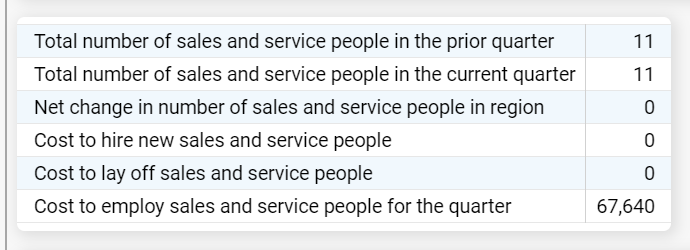 Total number of sales and service people in the prior quarter 11
Total number of sales and service people in the current quarter 11
Net change in number of sales and service people in region 0
Cost to hire new sales and service people 0
Cost to lay off sales and service people 0
Cost to employ sales and service people for the quarter 67,640